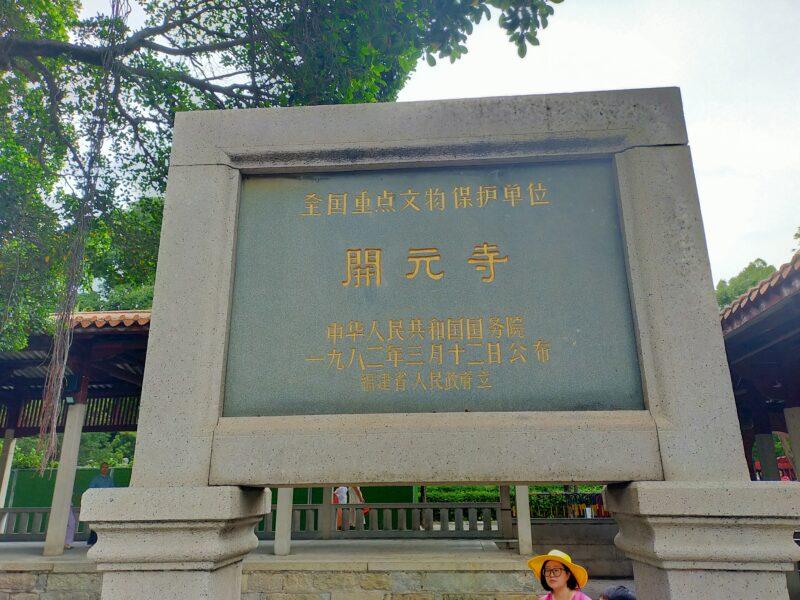 全国重点文物保护单位
開元寺
中华人民共和国国务院
一九八二年三月十二日公布
福建省人民政府立